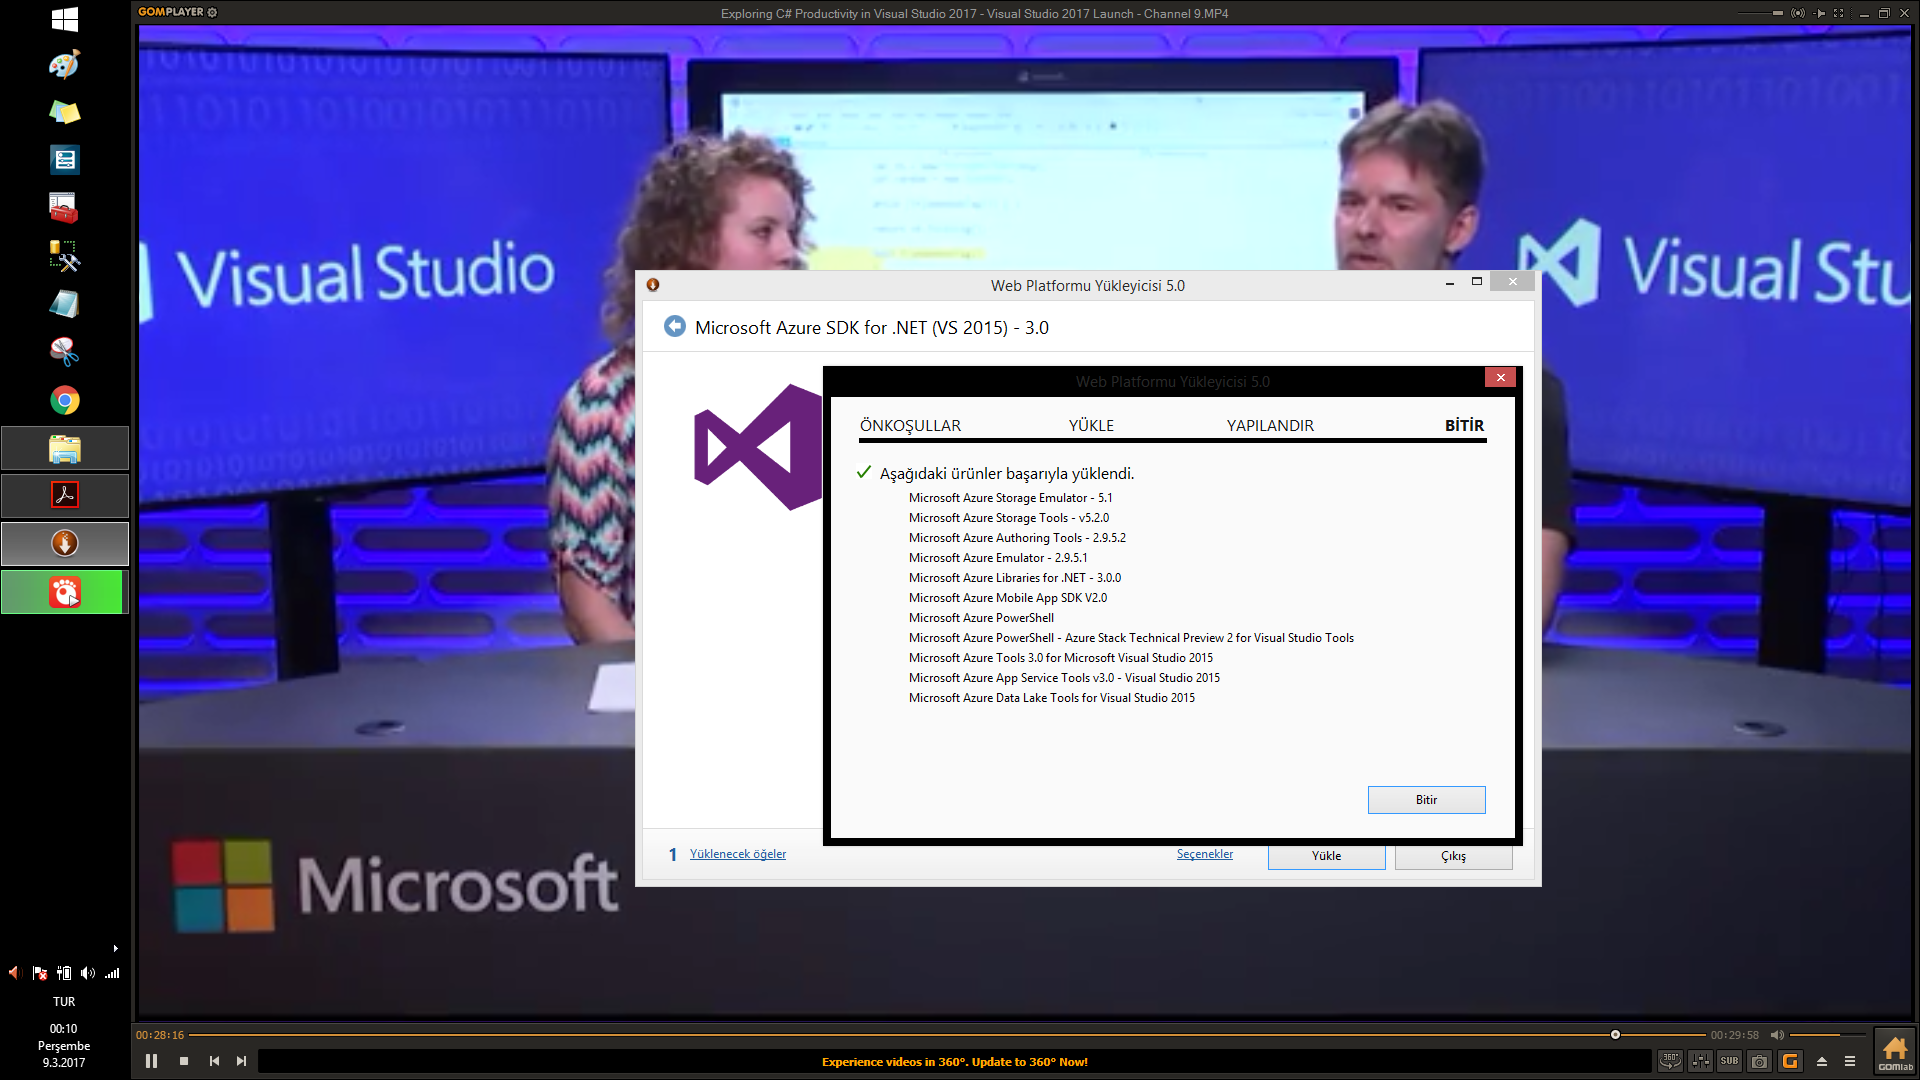 GOMPLAYER
Exploring C# Productivity in Visual Studio 2017 - Visual Studio 2017 Launch - Channel 9.MP4
Visual Studio
Visual Stu
Web Platformu Yükleyicisi 5.0
Microsoft Azure SDK for .NET (VS 2015) - 3.0
Web Platformu Yükleyicisi 5.0
ÖNKOŞULLAR YÜKLE YAPILANDIR BİTİR
Aşağıdaki ürünler başarıyla yüklendi.
Microsoft Azure Storage Emulator - 5.1
Microsoft Azure Storage Tools - v5.2.0
Microsoft Azure Authoring Tools - 2.9.5.2
Microsoft Azure Emulator - 2.9.5.1
Microsoft Azure Libraries for .NET - 3.0.0
Microsoft Azure Mobile App SDK V2.0
Microsoft Azure PowerShell
Microsoft Azure PowerShell - Azure Stack Technical Preview 2 for Visual Studio Tools
Microsoft Azure Tools 3.0 for Microsoft Visual Studio 2015
Microsoft Azure App Service Tools v3.0 - Visual Studio 2015
Microsoft Azure Data Lake Tools for Visual Studio 2015
Bitir
1 Yüklenecek öğeler Seçenekler Yükle Çıkış
Microsoft
TUR
00:10
Perşembe
9.3.2017
00:28:16 00:29:58
Experience videos in 360°. Update to 360° Now!
360° SUB
GOMlab